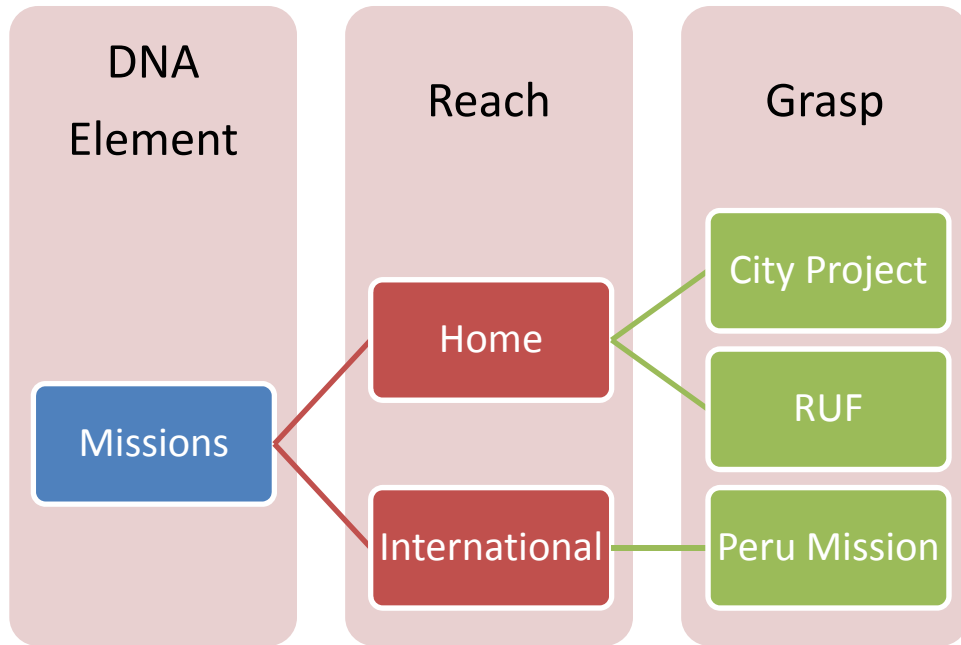 DNA
Element
Reach
Grasp
Missions
Home
International
City Project
RUF
Peru Mission